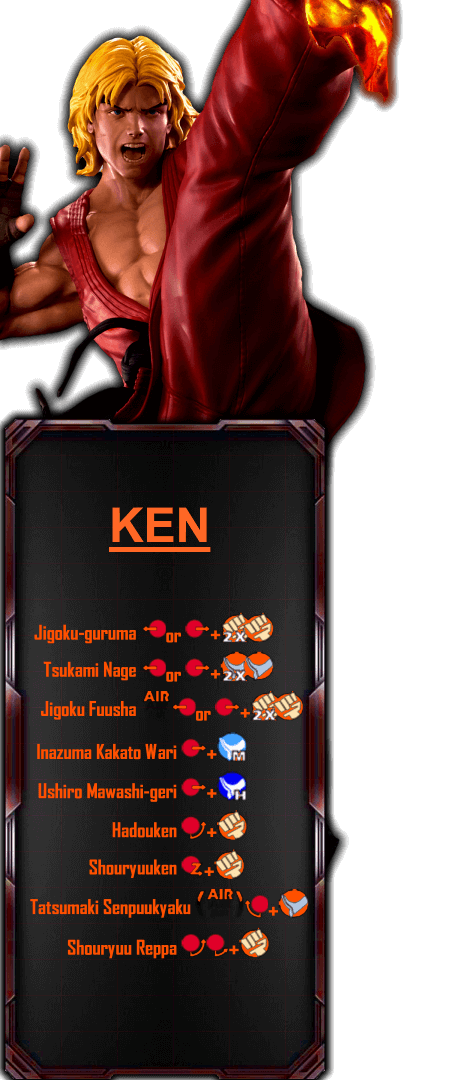 KEN
Jigoku-guruma or + 2X
Tsukami Nage or + 2X
AIR
Jigoku Fuusha or + 2X
Inazuma Kakato Wari + M
Ushiro Mawashi-geri + H
Hadouken +
Shouryuuken +
Tatsumaki Senpuukyaku (AIR) +
Shouryuu Reppa +